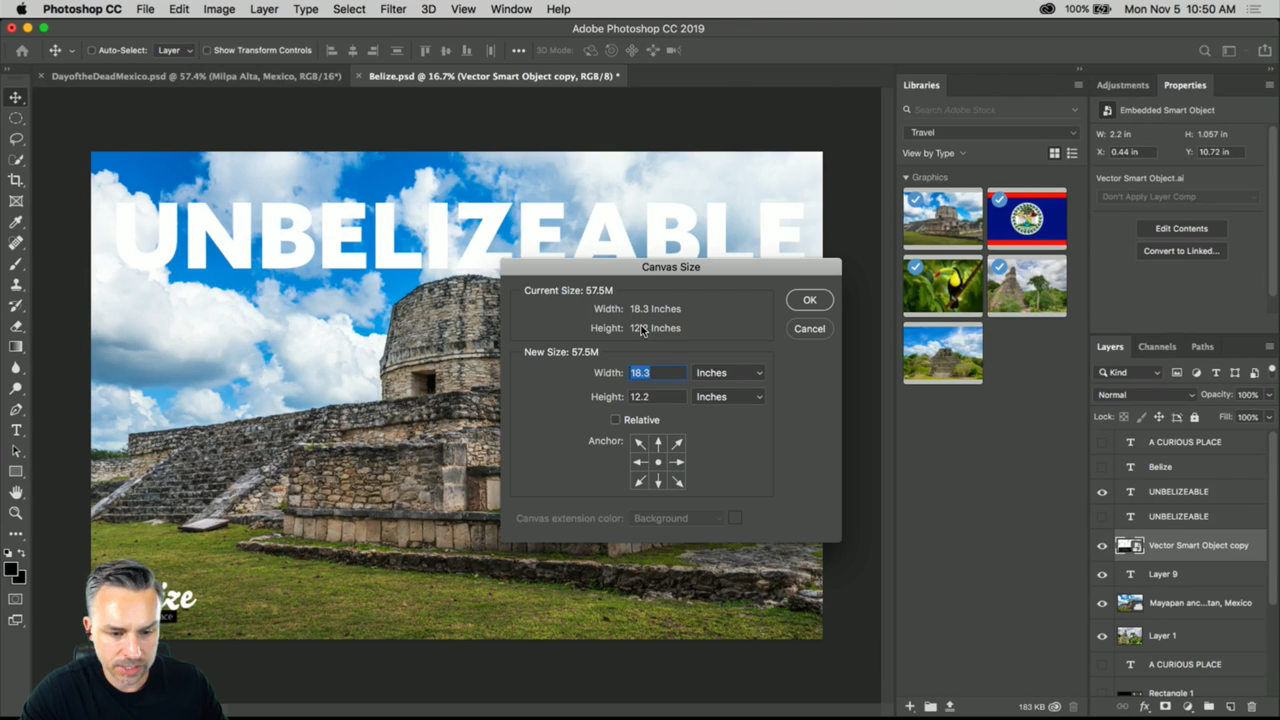 Photoshop CC File Edit Image Layer Type Select Filter 3D View Window Help 100% Mon Nov 5 10:50 AM
Adobe Photoshop CC 2019
Auto-Select: Layer Show Transform Controls 3D Mode:
DayoftheDeadMexico.psd @ 57.4% (Milpa Alta, Mexico, RGB/16*)
Belize.psd @ 16.7% (Vector Smart Object copy, RGB/8) *
UNBELIZEABLE
Canvas Size
Current Size: 57.5M
Width: 18.3 Inches
Height: Inches
New Size: 57.5M
Width: 18.3 Inches
Height: 12.2 Inches
Relative
Anchor:
Canvas extension color: Background
OK
Cancel
Libraries
Search Adobe Stock
Travel
View by Type
Graphics
183 KB
Adjustments Properties
Embedded Smart Object
W: 2.2 in H: 1.057 in
X: 0.44 in Y: 10.72 in
Vector Smart Object.ai
Don't Apply Layer Comp
Edit Contents
Convert to Linked...
Layers Channels Paths
Kind
Normal Opacity: 100%
Lock: Fill: 100%
A CURIOUS PLACE
Belize
UNBELIZEABLE
UNBELIZEABLE
Vector Smart Object copy
Layer 9
Mayapan anc...tan, Mexico
Layer 1
A CURIOUS PLACE
Rectangle 1
fx